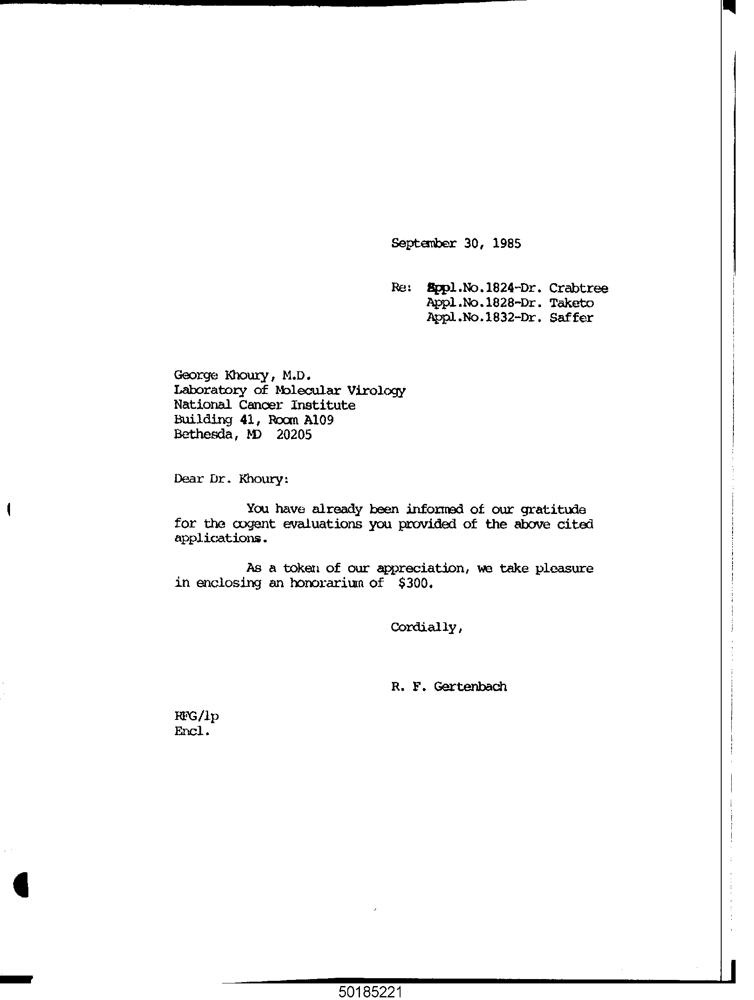 September 30, 1985
Re: Appl.No.1824-Dr. Crabtree
Appl.No.1828-Dr. Taketo
Appl.No.1832-Dr. Saffer
George Khoury, M.D.
Laboratory of Molecular Virology
National Cancer Institute
Building 41, Room A109
Bethesda, MD 20205
Dear Dr. Khoury:
You have already been informed of our gratitude
for the cogent evaluations you provided of the above cited
applications.
As a token of our appreciation, we take pleasure
in enclosing an honorarium of $300.
Cordially,
R. F. Gertenbach
RFG/lp
Encl.
50185221